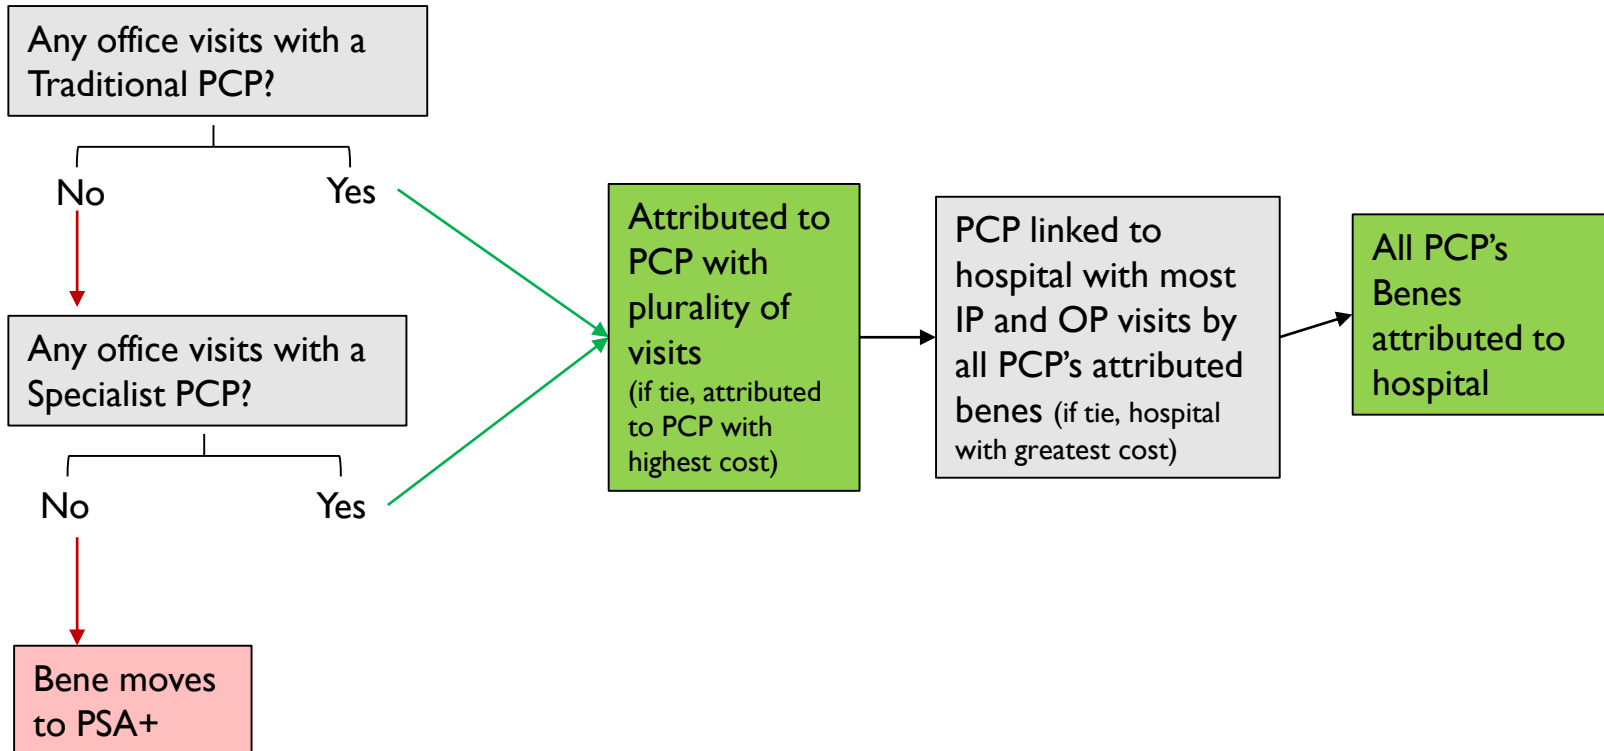 Any office visits with a
Traditional PCP?
No
Yes
Any office visits with a
Specialist PCP?
No
Yes
Bene moves
to PSA+
Attributed to
PCP with
plurality of
visits
(if tie, attributed
to PCP with
highest cost)
PCP linked to
hospital with most
IP and OP visits by
all PCP’s attributed
benes (if tie, hospital
with greatest cost)
All PCP’s
Benes
attributed to
hospital